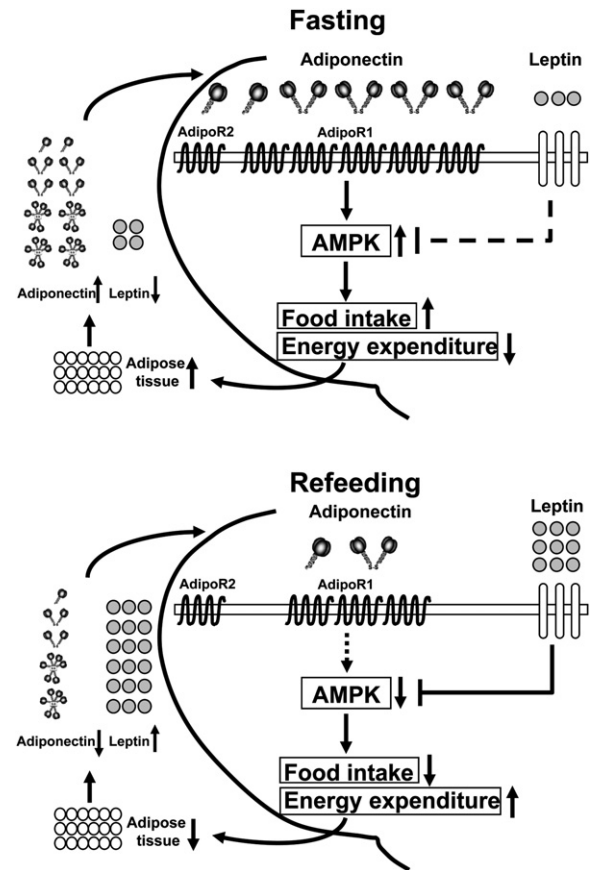 Fasting
Adiponectin
Leptin
AdipoR2
AdipoR1
AMPK
Food intake
Energy expenditure
Adiponectin
Leptin
Adipose
tissue
Refeeding
Adiponectin
Leptin
AdipoR2
AdipoR1
AMPK
Food intake
Energy expenditure
Adiponectin
Leptin
Adipose
tissue